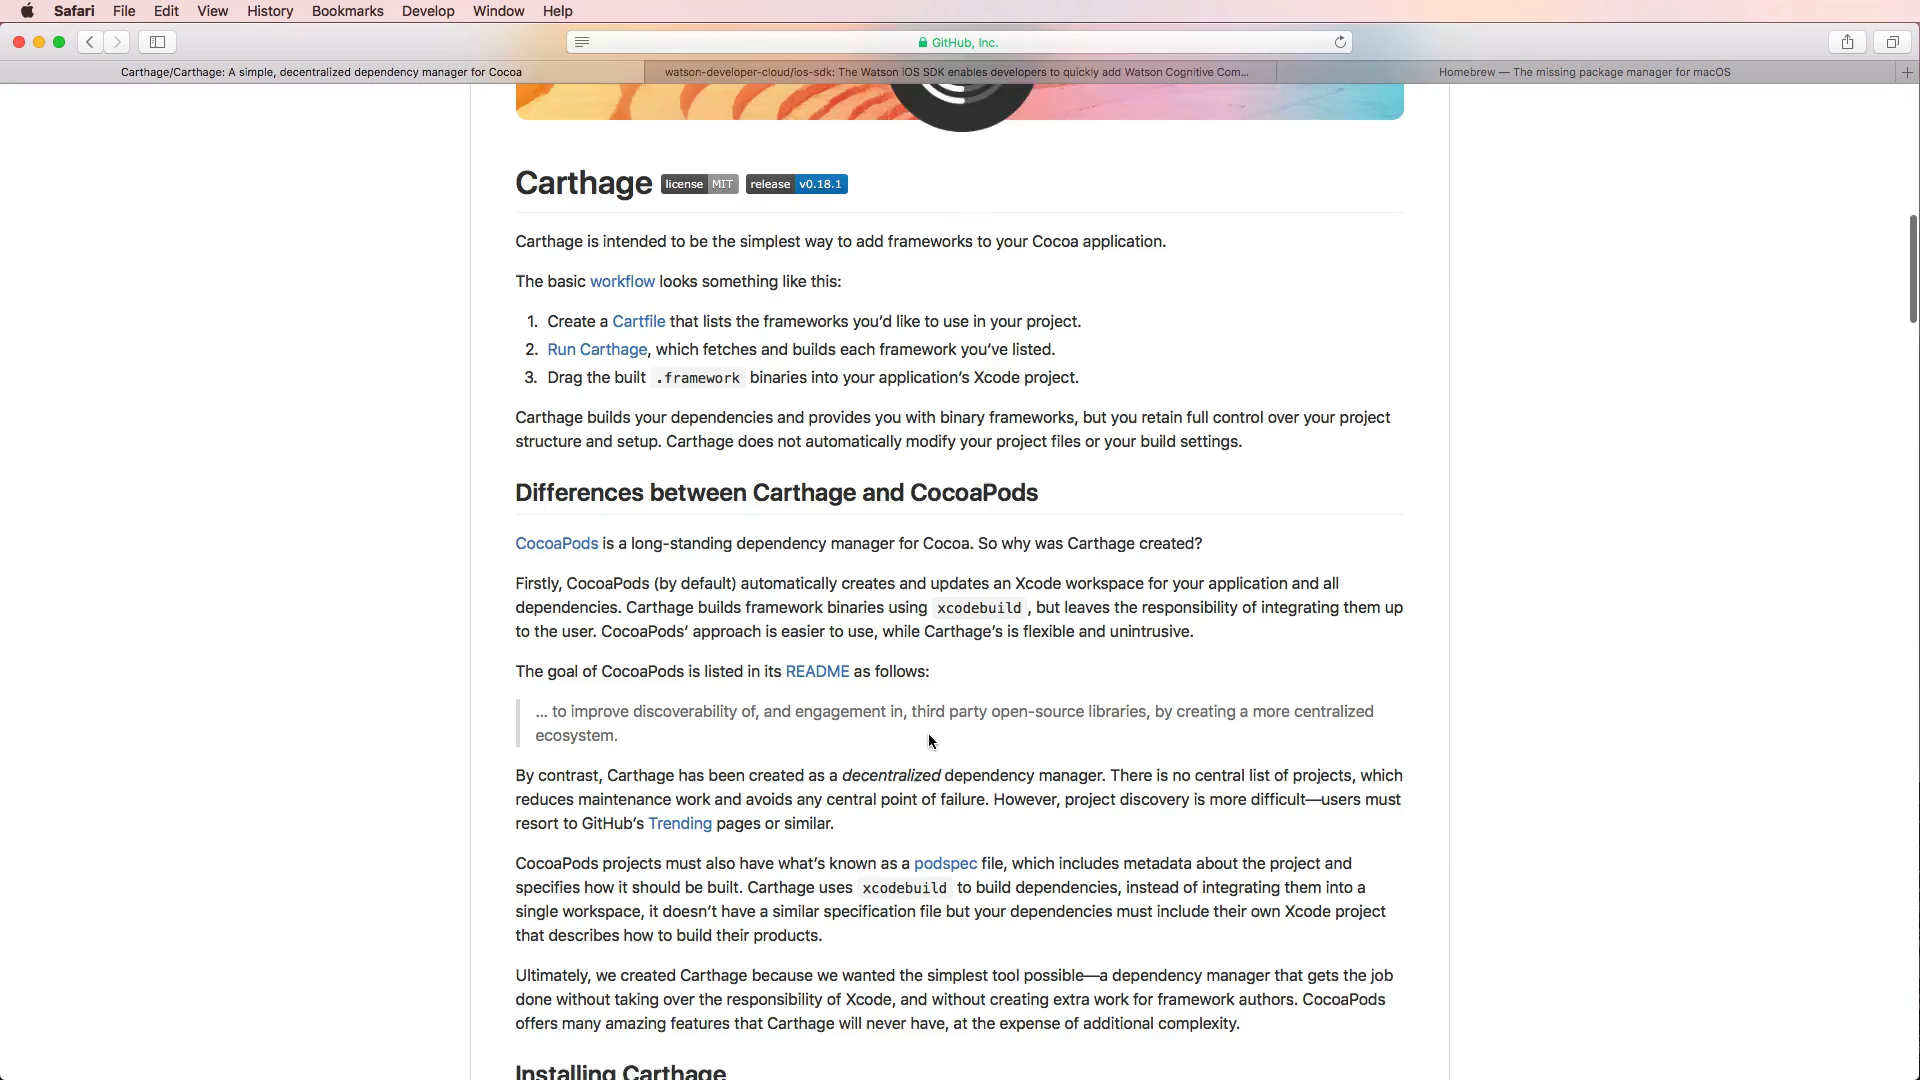 Safari File Edit View History Bookmarks Develop Window Help
GitHub, Inc.
Carthage/Carthage: A simple, decentralized dependency manager for Cocoa
watson-developer-cloud/ios-sdk: The Watson iOS SDK enables developers to quickly add Watson Cognitive Com...
Homebrew — The missing package manager for macOS
Carthage license MIT release v0.18.1
Carthage is intended to be the simplest way to add frameworks to your Cocoa application.
The basic workflow looks something like this:
1. Create a Cartfile that lists the frameworks you’d like to use in your project.
2. Run Carthage, which fetches and builds each framework you’ve listed.
3. Drag the built .framework binaries into your application’s Xcode project.
Carthage builds your dependencies and provides you with binary frameworks, but you retain full control over your project
structure and setup. Carthage does not automatically modify your project files or your build settings.
Differences between Carthage and CocoaPods
CocoaPods is a long-standing dependency manager for Cocoa. So why was Carthage created?
Firstly, CocoaPods (by default) automatically creates and updates an Xcode workspace for your application and all
dependencies. Carthage builds framework binaries using xcodebuild , but leaves the responsibility of integrating them up
to the user. CocoaPods’ approach is easier to use, while Carthage’s is flexible and unintrusive.
The goal of CocoaPods is listed in its README as follows:
... to improve discoverability of, and engagement in, third party open-source libraries, by creating a more centralized
ecosystem.
By contrast, Carthage has been created as a decentralized dependency manager. There is no central list of projects, which
reduces maintenance work and avoids any central point of failure. However, project discovery is more difficult—users must
resort to GitHub’s Trending pages or similar.
CocoaPods projects must also have what’s known as a podspec file, which includes metadata about the project and
specifies how it should be built. Carthage uses xcodebuild to build dependencies, instead of integrating them into a
single workspace, it doesn’t have a similar specification file but your dependencies must include their own Xcode project
that describes how to build their products.
Ultimately, we created Carthage because we wanted the simplest tool possible—a dependency manager that gets the job
done without taking over the responsibility of Xcode, and without creating extra work for framework authors. CocoaPods
offers many amazing features that Carthage will never have, at the expense of additional complexity.
Installing Carthage